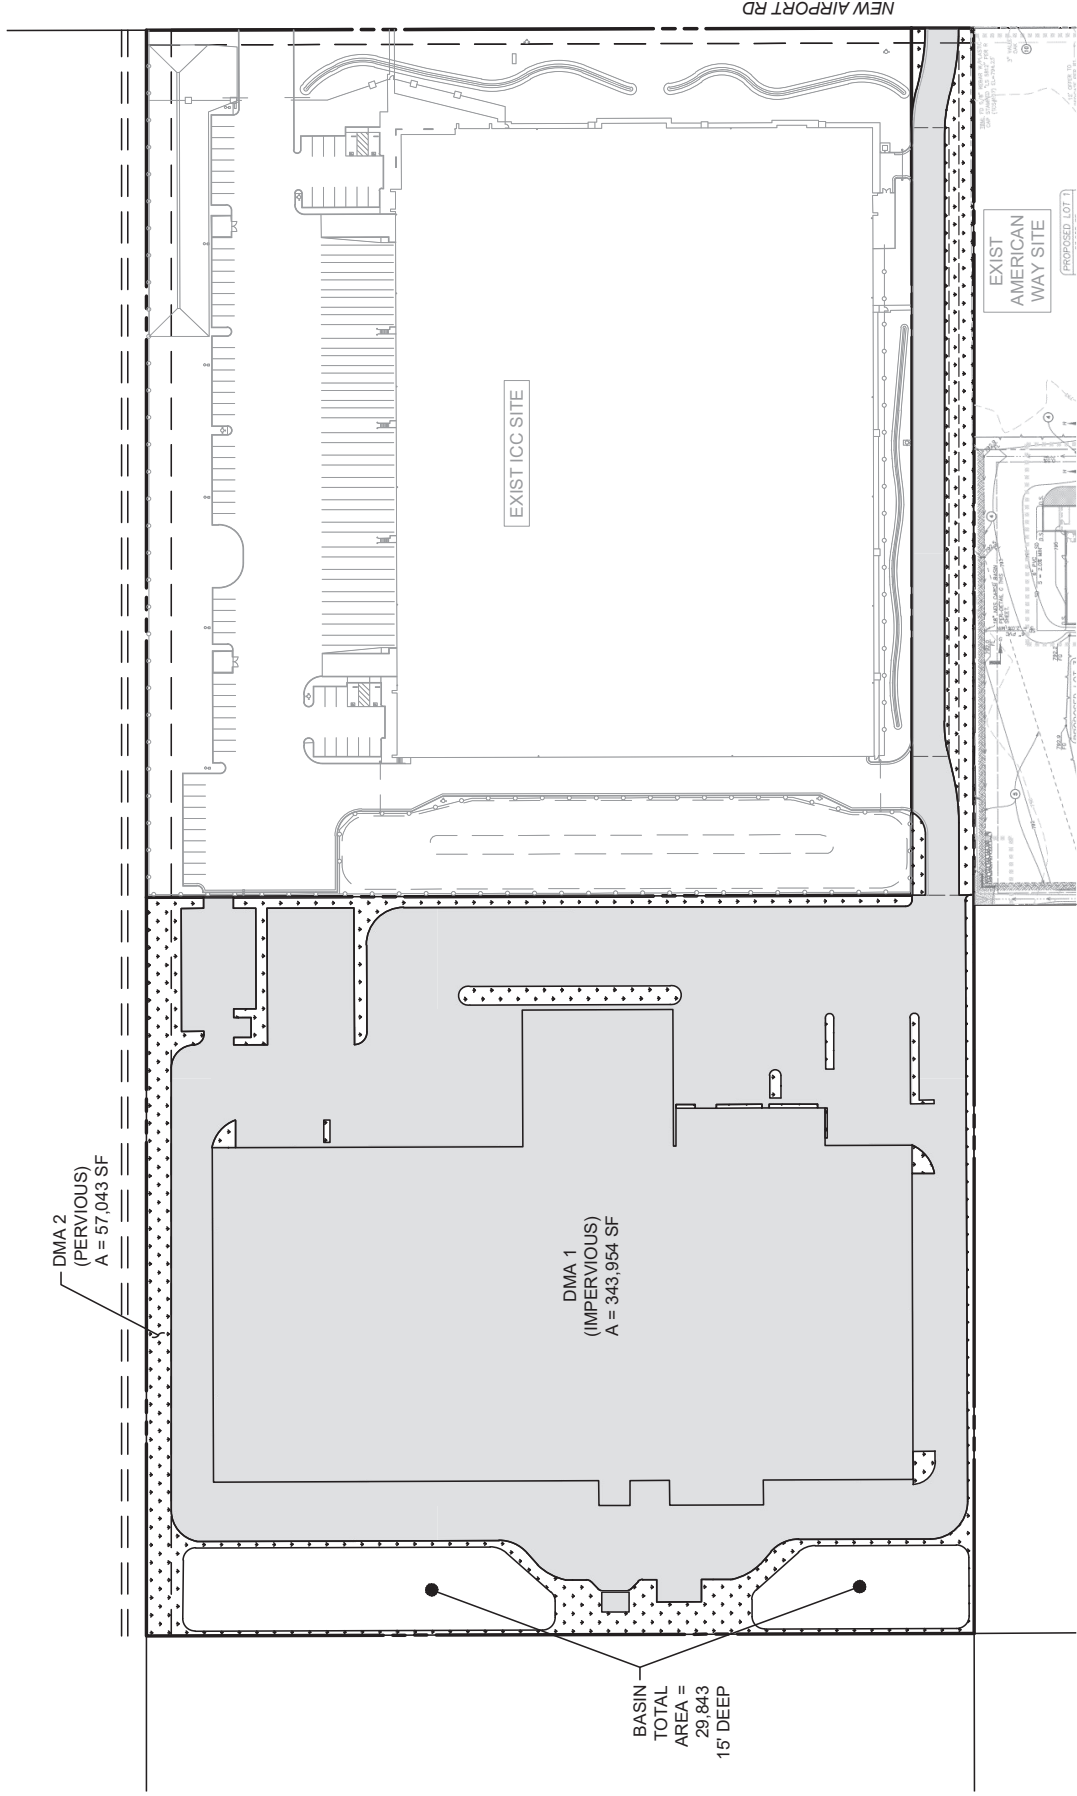 NEW AIRPORT RD
EXIST
AMERICAN
WAY SITE
PROPOSED LOT 1
EXIST ICC SITE
DMA 2
(PERVIOUS)
A = 57,043 SF
DMA 1
(IMPERVIOUS)
A = 343,954 SF
BASIN
TOTAL
AREA =
29,843
15' DEEP